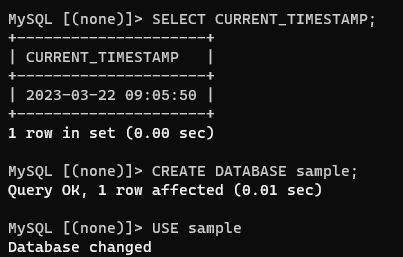 MySQL [(none)]> SELECT CURRENT_TIMESTAMP;
+---------------------+
| CURRENT_TIMESTAMP   |
+---------------------+
| 2023-03-22 09:05:50 |
+---------------------+
1 row in set (0.00 sec)

MySQL [(none)]> CREATE DATABASE sample;
Query OK, 1 row affected (0.01 sec)

MySQL [(none)]> USE sample
Database changed